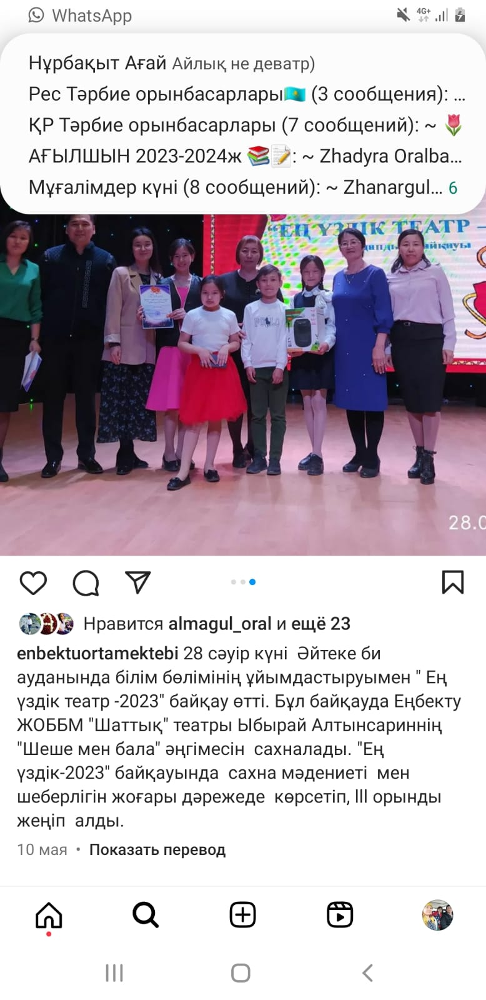 WhatsApp
4G+
Нұрбақыт Ағай Айлық не деватр)
Рес Тәрбие орынбасарлары🇰🇿 (3 сообщения): ...
ҚР Тәрбие орынбасарлары (7 сообщений): ~ 🌷
АҒЫЛШЫН 2023-2024ж 📚📝: ~ Zhadyra Oralba...
Мұғалімдер күні (8 сообщений): ~ Zhanargul... 6
"ЕҢ ҮЗДІК ТЕАТР –
28.0
Нравится almagul_oral и ещё 23
enbektuortamektebi 28 сәуір күні Әйтеке би
ауданында білім бөлімінің ұйымдастыруымен " Ең
үздік театр -2023" байқау өтті. Бұл байқауда Еңбекту
ЖОББМ "Шаттық" театры Ыбырай Алтынсариннің
"Шеше мен бала" әңгімесін сахналады. "Ең
үздік-2023" байқауында сахна мәдениеті мен
шеберлігін жоғары дәрежеде көрсетіп, lll орынды
жеңіп алды.
10 мая • Показать перевод